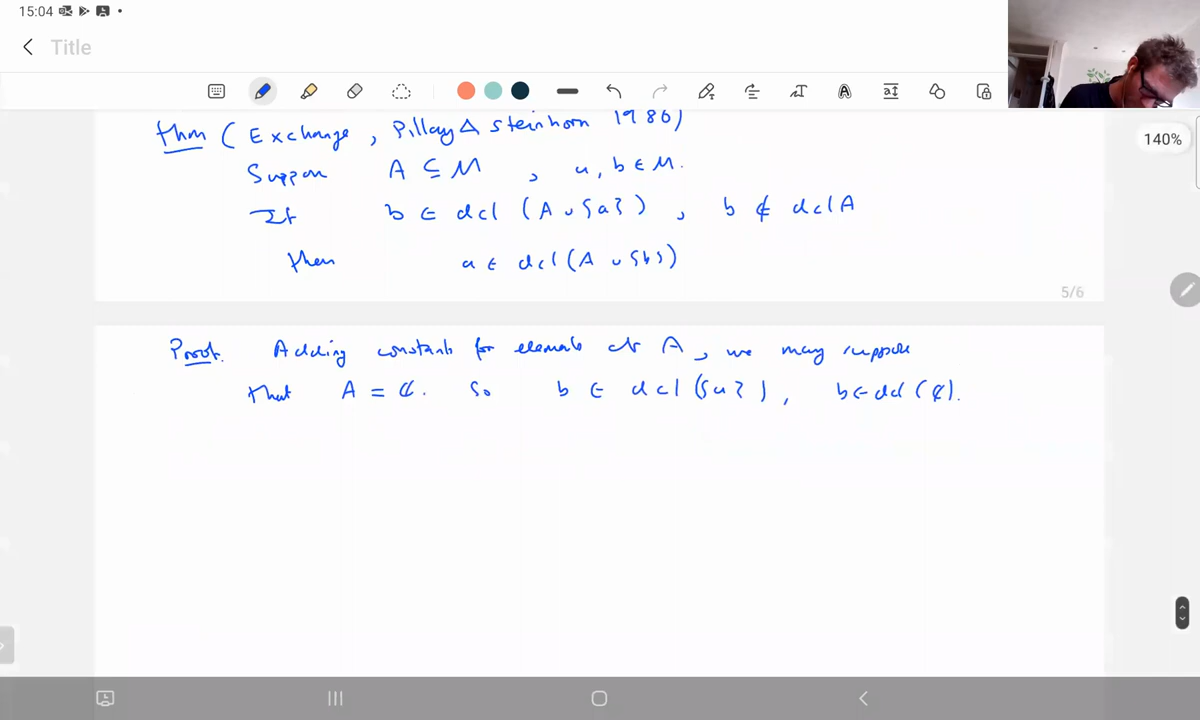 15:04
Title
140%
thm (Exchange, Pillay & Steinhorn 1986)
Suppose A ⊆ M, a, b ∈ M.
If b ∈ dcl (A ∪ {a}), b ∉ dcl A
then a ∈ dcl (A ∪ {b})
5/6
Proof. Adding constants for elements of A, we may suppose
that A = ∅. So b ∈ dcl ({a}), b ∈ dcl (∅).